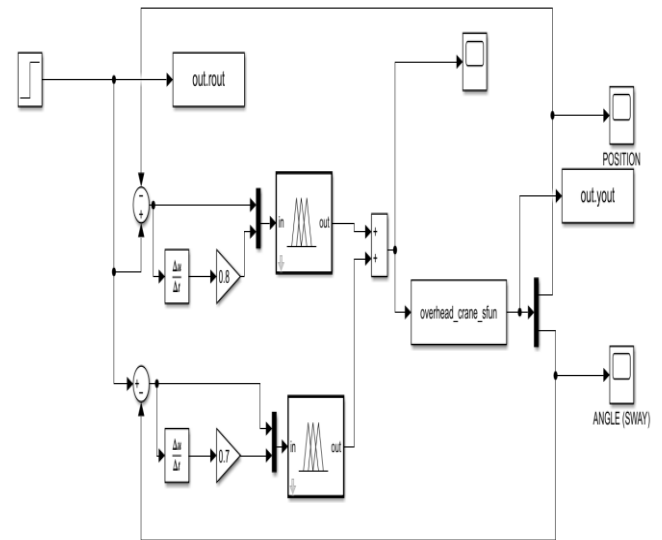 out.rout
POSITION
out.yout
-
+
in
out
+
+
Δu
Δt
0.8
overhead_crane_sfun
ANGLE (SWAY)
+
-
in
out
Δu
Δt
0.7